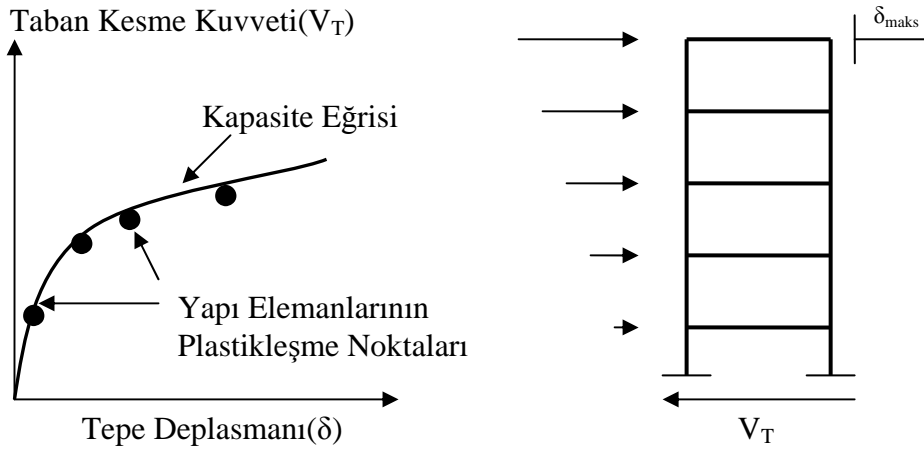 Taban Kesme Kuvveti(V_T)
δ_maks
Kapasite Eğrisi
Yapı Elemanlarının
Plastikleşme Noktaları
Tepe Deplasmanı(δ)
V_T